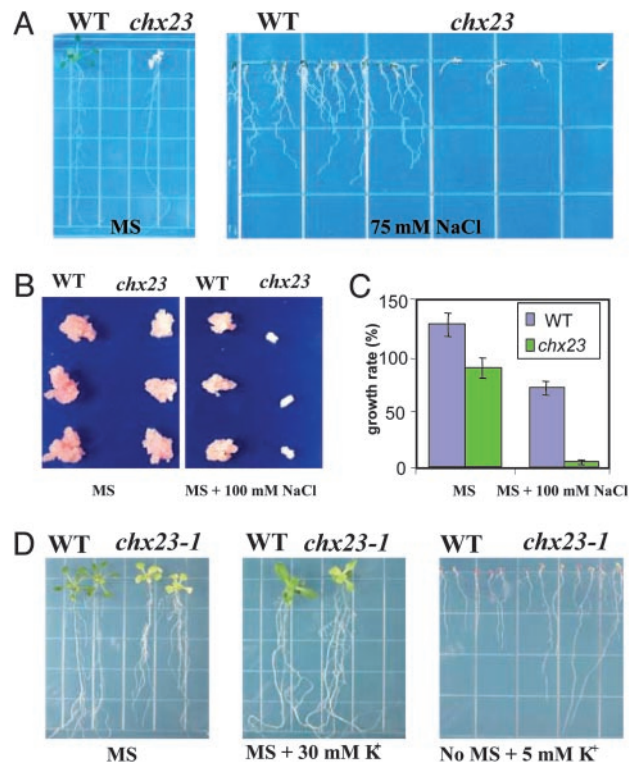 A
WT chx23
MS
WT chx23
75 mM NaCl
B
WT chx23
MS
WT chx23
MS + 100 mM NaCl
C
growth rate (%)
150
100
50
0
WT
chx23
MS
MS + 100 mM NaCl
D
WT chx23-1
MS
WT chx23-1
MS + 30 mM K⁺
WT chx23-1
No MS + 5 mM K⁺